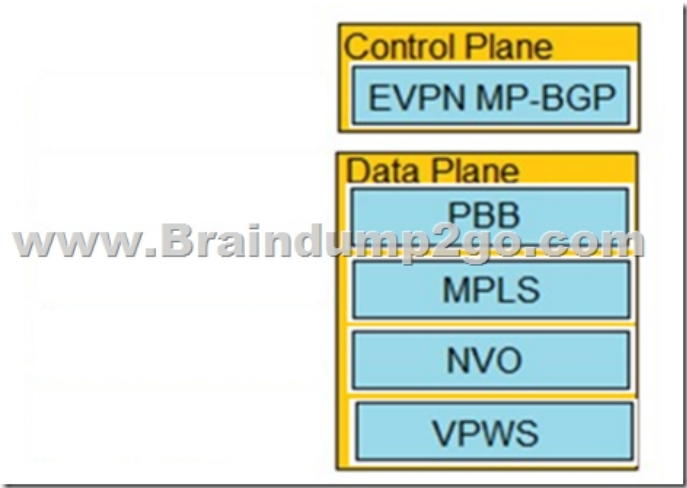 Control Plane
EVPN MP-BGP
Data Plane
PBB
www.Braindump2go.com
MPLS
NVO
VPWS